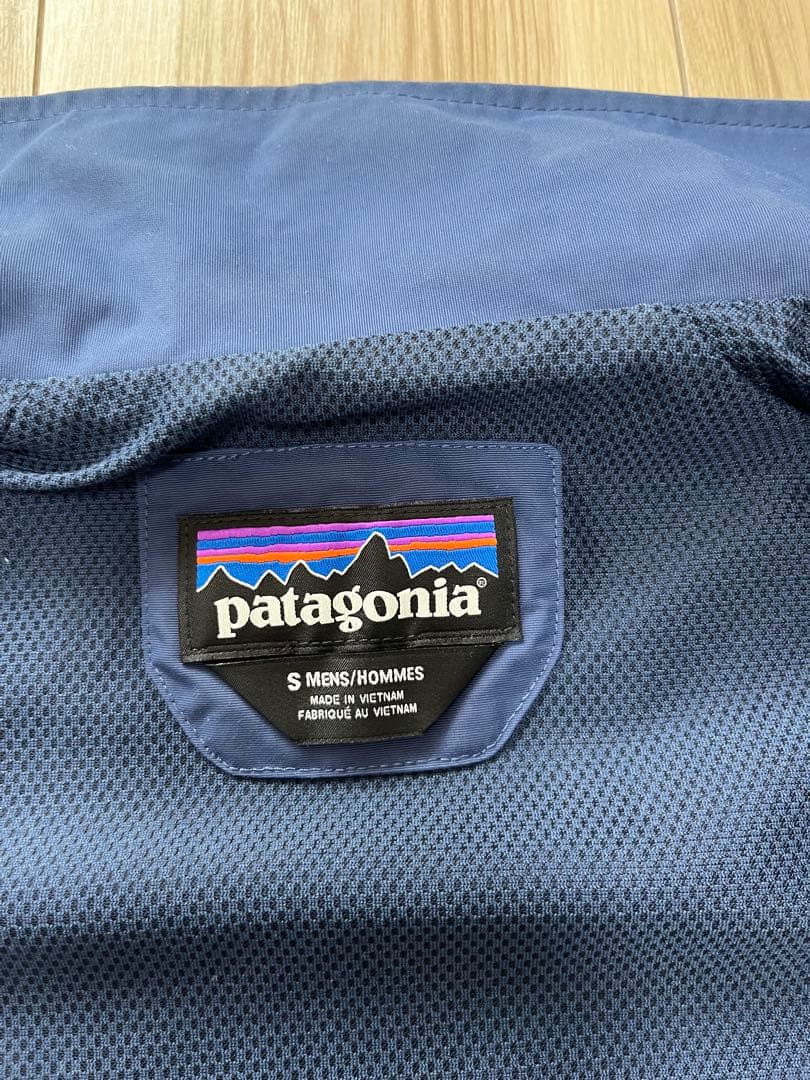 patagonia®
S MENS/HOMMES
MADE IN VIETNAM
FABRIQUÉ AU VIETNAM